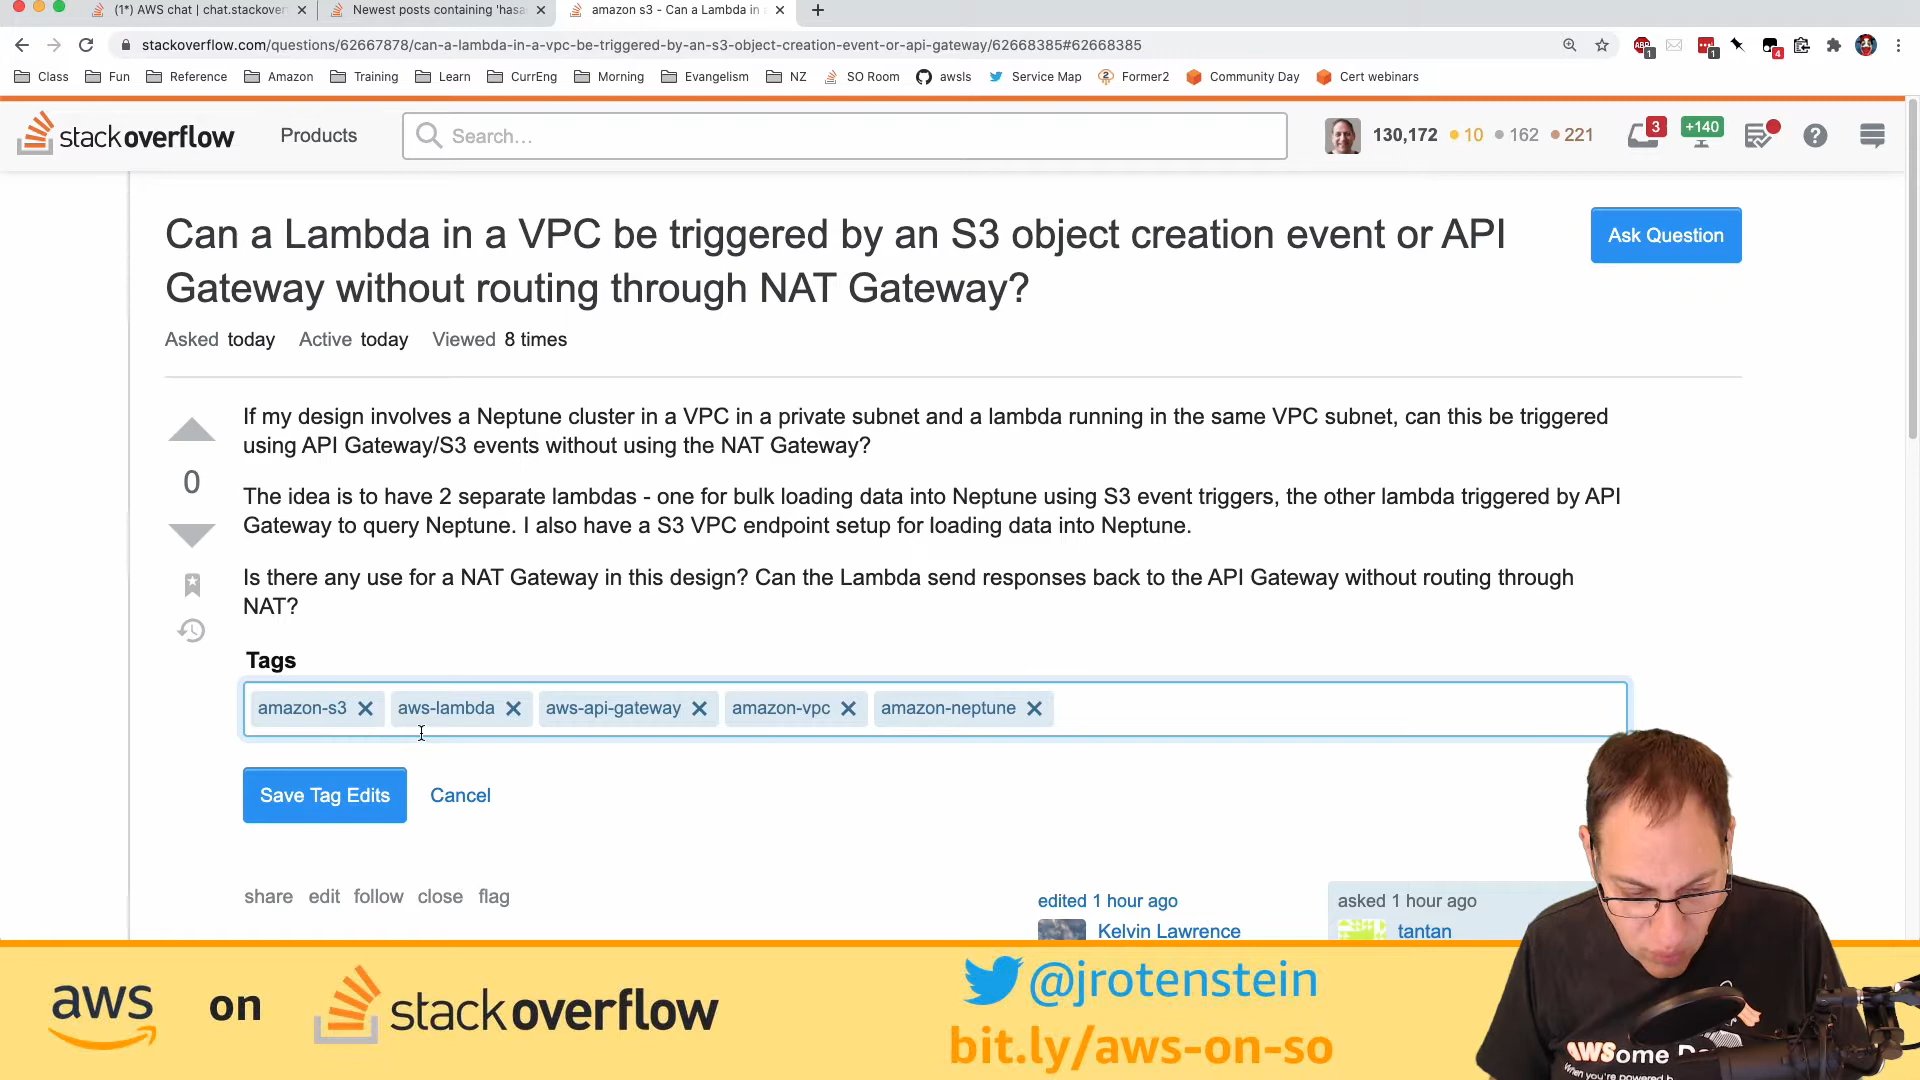 (1*) AWS chat | chat.stackover
Newest posts containing 'hasa
amazon s3 - Can a Lambda in
stackoverflow.com/questions/62667878/can-a-lambda-in-a-vpc-be-triggered-by-an-s3-object-creation-event-or-api-gateway/62668385#62668385
ABP 1 1 4
Class Fun Reference Amazon Training Learn CurrEng Morning Evangelism NZ SO Room awsls Service Map Former2 Community Day Cert webinars
stackoverflow Products Search... 130,172 10 162 221 3 +140 ?
Can a Lambda in a VPC be triggered by an S3 object creation event or API
Gateway without routing through NAT Gateway?
Ask Question
Asked today Active today Viewed 8 times
If my design involves a Neptune cluster in a VPC in a private subnet and a lambda running in the same VPC subnet, can this be triggered
using API Gateway/S3 events without using the NAT Gateway?
0
The idea is to have 2 separate lambdas - one for bulk loading data into Neptune using S3 event triggers, the other lambda triggered by API
Gateway to query Neptune. I also have a S3 VPC endpoint setup for loading data into Neptune.
Is there any use for a NAT Gateway in this design? Can the Lambda send responses back to the API Gateway without routing through
NAT?
Tags
amazon-s3 aws-lambda aws-api-gateway amazon-vpc amazon-neptune
Save Tag Edits Cancel
share edit follow close flag
edited 1 hour ago
Kelvin Lawrence
asked 1 hour ago
tantan
aws on stackoverflow
@jrotenstein
bit.ly/aws-on-so
AWSome Da
When you're powered b